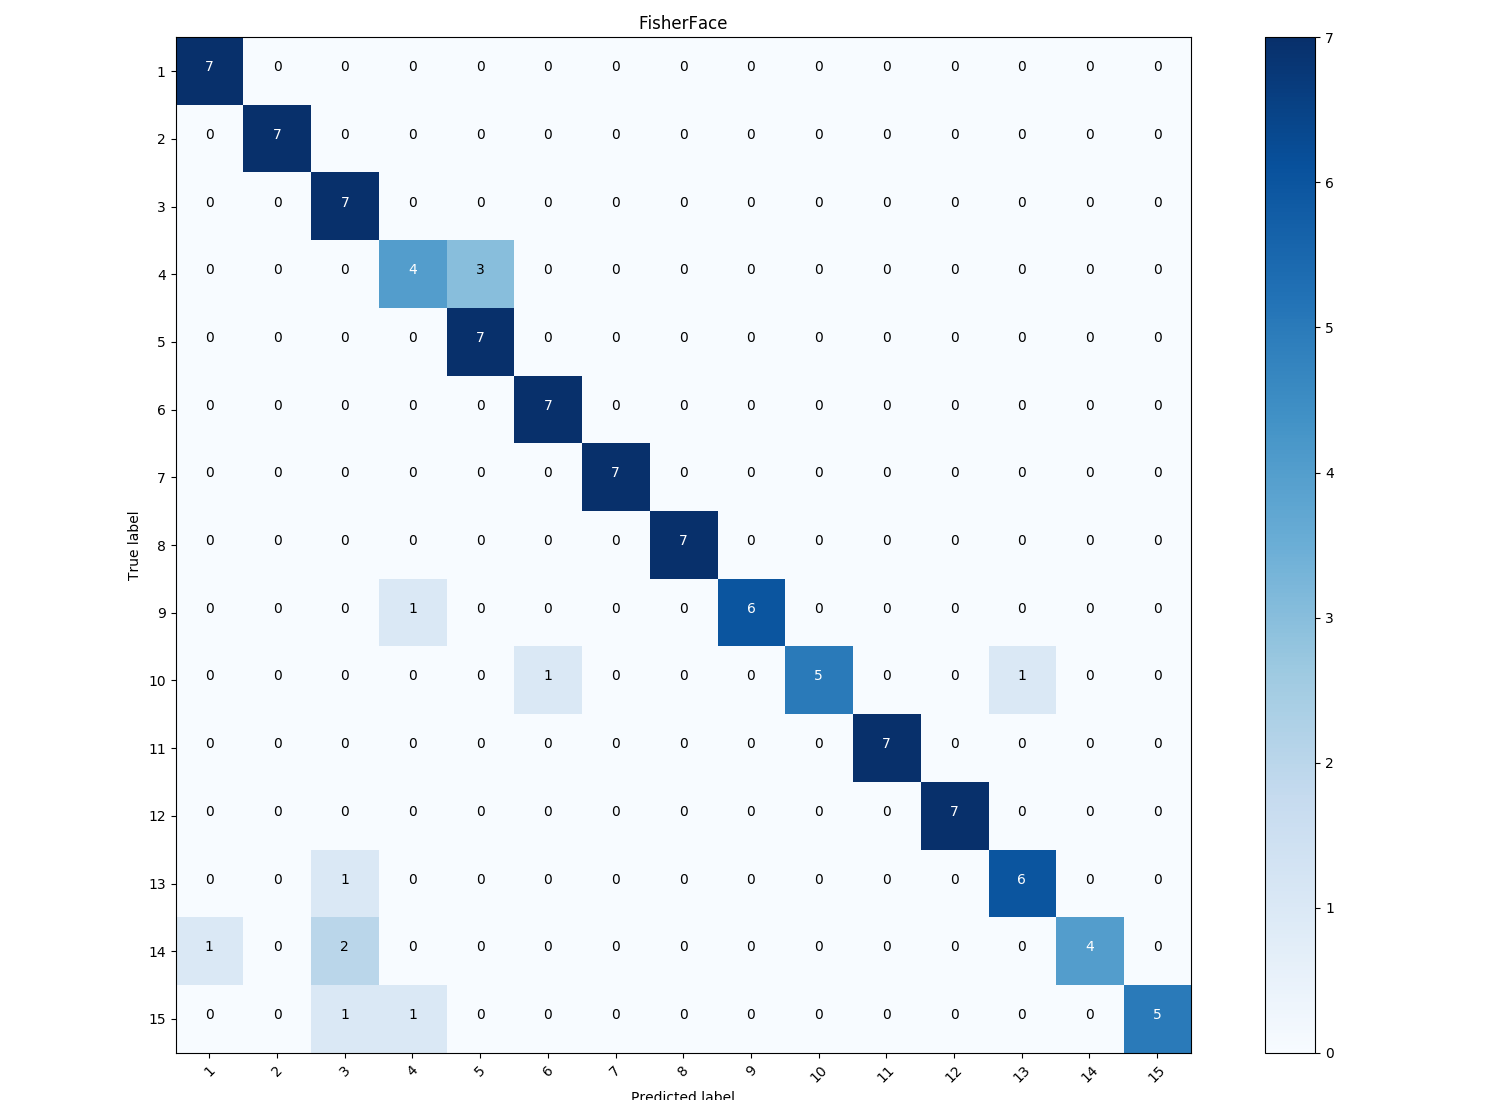 FisherFace
1 7 0 0 0 0 0 0 0 0 0 0 0 0 0 0
2 0 7 0 0 0 0 0 0 0 0 0 0 0 0 0
3 0 0 7 0 0 0 0 0 0 0 0 0 0 0 0
4 0 0 0 4 3 0 0 0 0 0 0 0 0 0 0
5 0 0 0 0 7 0 0 0 0 0 0 0 0 0 0
6 0 0 0 0 0 7 0 0 0 0 0 0 0 0 0
7 0 0 0 0 0 0 7 0 0 0 0 0 0 0 0
8 0 0 0 0 0 0 0 7 0 0 0 0 0 0 0
9 0 0 0 1 0 0 0 0 6 0 0 0 0 0 0
10 0 0 0 0 0 1 0 0 0 5 0 0 1 0 0
11 0 0 0 0 0 0 0 0 0 0 7 0 0 0 0
12 0 0 0 0 0 0 0 0 0 0 0 7 0 0 0
13 0 0 1 0 0 0 0 0 0 0 0 0 6 0 0
14 1 0 2 0 0 0 0 0 0 0 0 0 0 4 0
15 0 0 1 1 0 0 0 0 0 0 0 0 0 0 5
1 2 3 4 5 6 7 8 9 10 11 12 13 14 15
True label
Predicted label
7
6
5
4
3
2
1
0